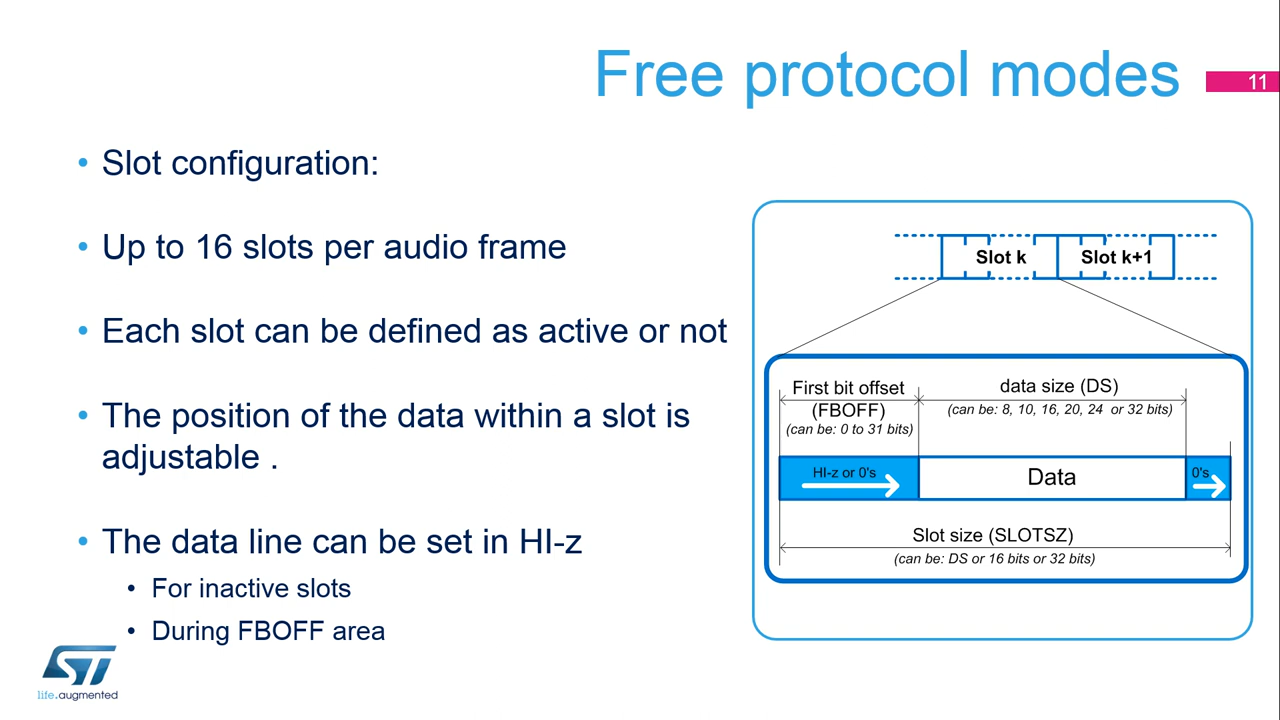 Free protocol modes
11
• Slot configuration:
• Up to 16 slots per audio frame
• Each slot can be defined as active or not
• The position of the data within a slot is
adjustable .
• The data line can be set in HI-z
• For inactive slots
• During FBOFF area
Slot k
Slot k+1
First bit offset
(FBOFF)
(can be: 0 to 31 bits)
data size (DS)
(can be: 8, 10, 16, 20, 24 or 32 bits)
HI-z or 0's
Data
0's
Slot size (SLOTSZ)
(can be: DS or 16 bits or 32 bits)
ST
life.augmented